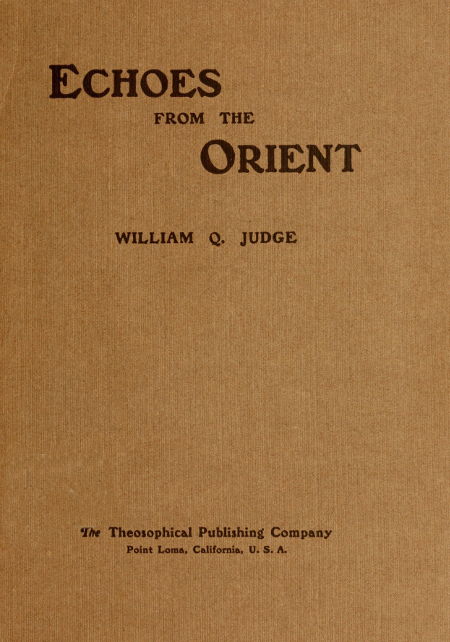 ECHOES
FROM THE
ORIENT
WILLIAM Q. JUDGE
The Theosophical Publishing Company
Point Loma, California, U. S. A.